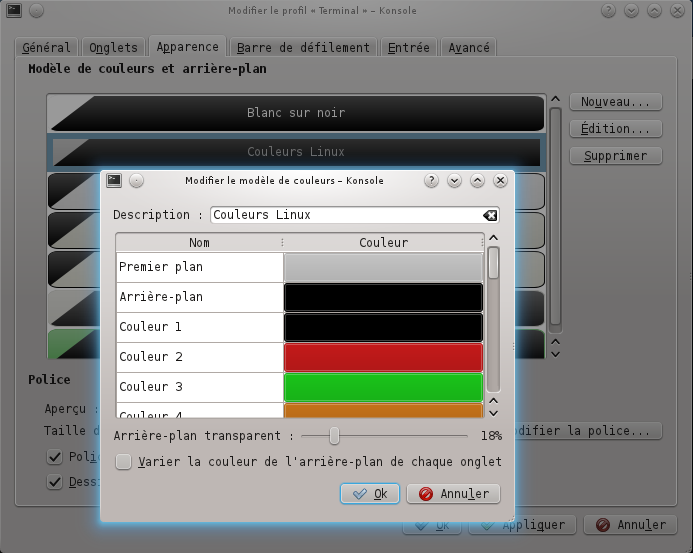 Modifier le profil « Terminal » – Konsole
Général Onglets Apparence Barre de défilement Entrée Avancé
Modèle de couleurs et arrière-plan
Blanc sur noir
Nouveau...
Édition...
Couleurs Linux
Supprimer
Modifier le modèle de couleurs – Konsole
Description : Couleurs Linux
Nom Couleur
Premier plan
Arrière-plan
Couleur 1
Couleur 2
Couleur 3
Couleur 4
Arrière-plan transparent : 18%
Varier la couleur de l'arrière-plan de chaque onglet
Ok Annuler
Police
Aperçu :
Taille
la police...
Ok Appliquer Annuler